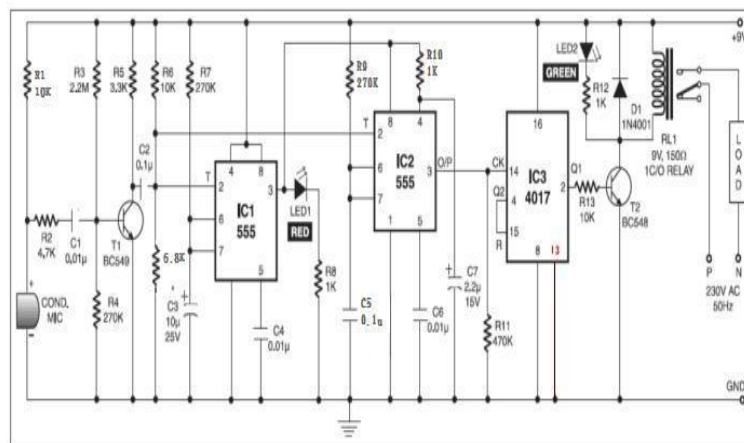 +9V
R1
10K
R3
2.2M
R5
3.3K
R6
10K
R7
270K
R9
270K
R10
1K
LED2
GREEN
R12
1K
D1
1N4001
RL1
9V, 150Ω
1C/O RELAY
LOAD
C2
0.1µ
T
2
4
8
6
7
3
5
IC1
555
LED1
RED
R8
1K
T
2
8
4
6
7
3
1
5
IC2
555
O/P
CK
14
16
Q2
4
15
R
8
13
2
Q1
IC3
4017
R13
10K
T2
BC548
R2
4.7K
C1
0.01µ
T1
BC549
R4
270K
6.8K
C3
10µ
25V
C4
0.01µ
C5
0.1u
C6
0.01µ
C7
2.2µ
15V
R11
470K
P
N
230V AC
50Hz
+
COND.
MIC
–
GND